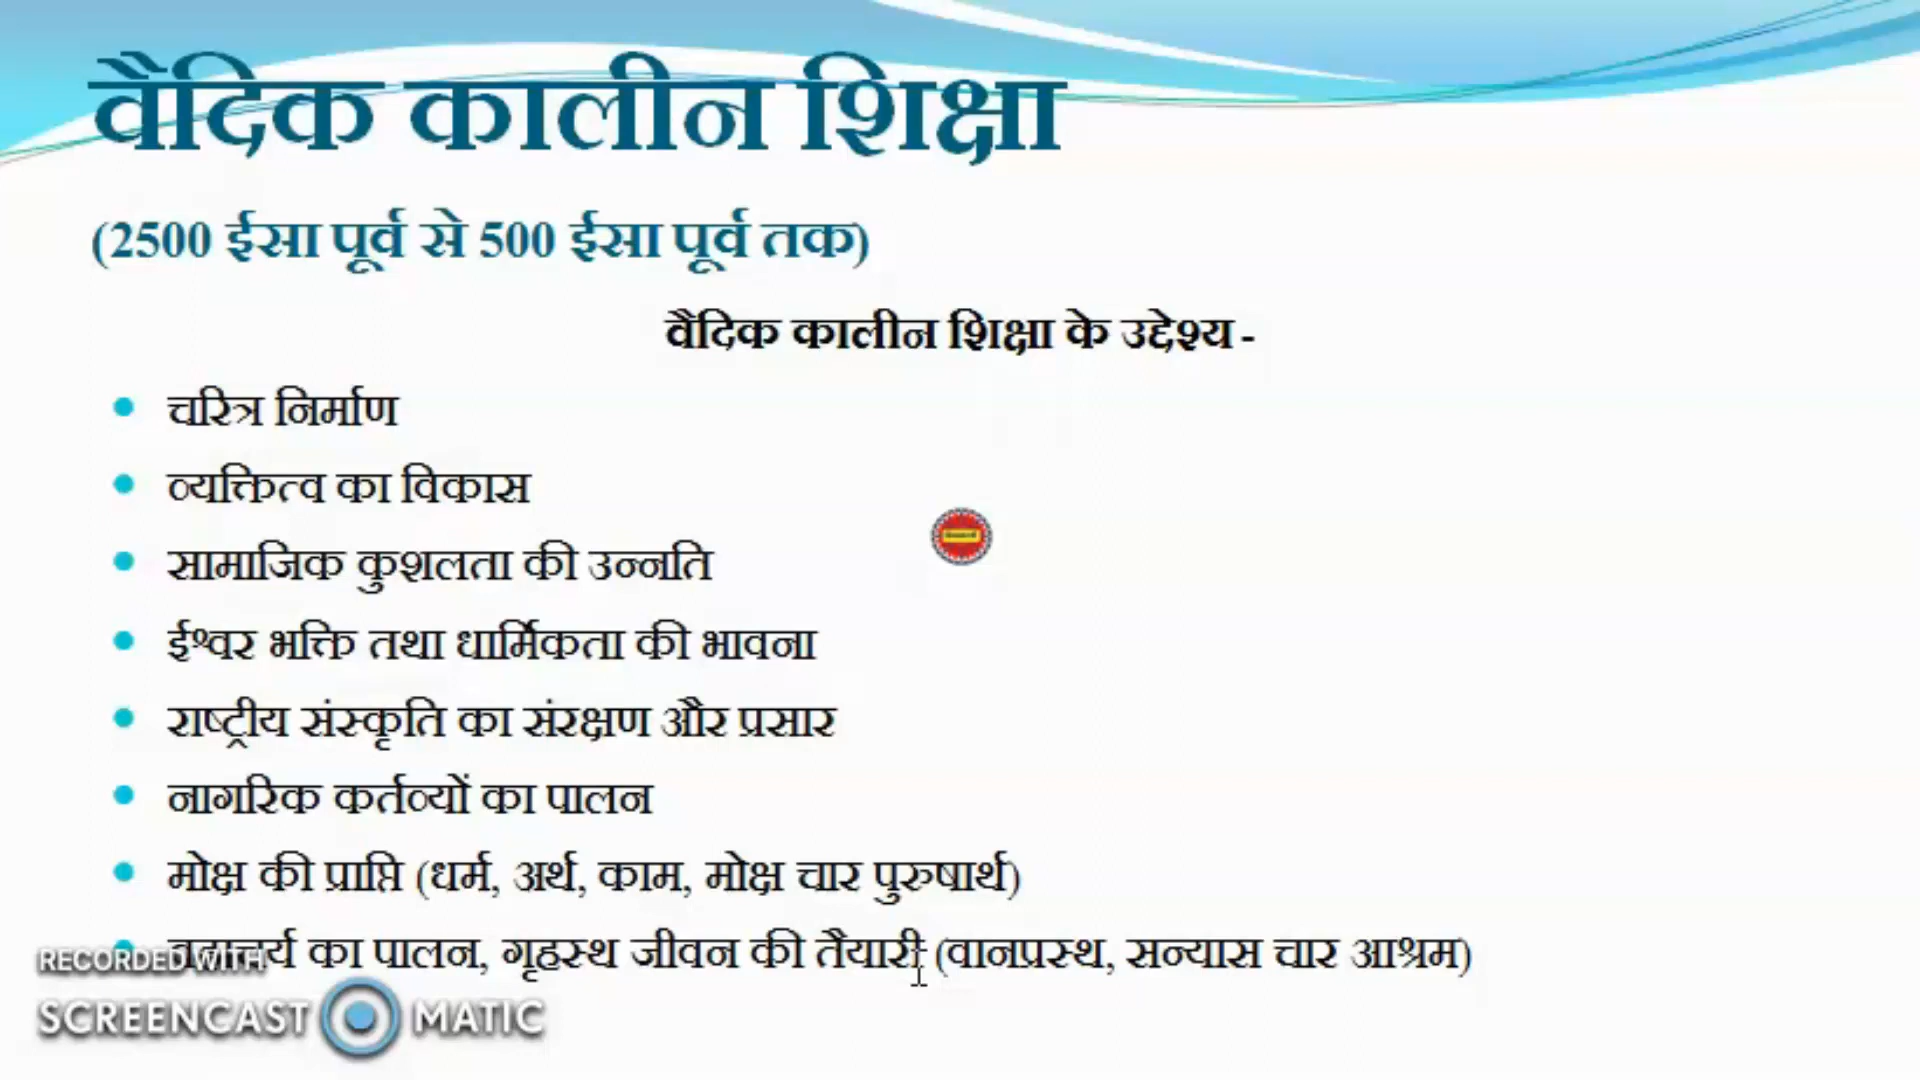 वैदिक कालीन शिक्षा
(2500 ईसा पूर्व से 500 ईसा पूर्व तक)
वैदिक कालीन शिक्षा के उद्देश्य -
चरित्र निर्माण
व्यक्तित्व का विकास
सामाजिक कुशलता की उन्नति
ईश्वर भक्ति तथा धार्मिकता की भावना
राष्ट्रीय संस्कृति का संरक्षण और प्रसार
नागरिक कर्तव्यों का पालन
मोक्ष की प्राप्ति (धर्म, अर्थ, काम, मोक्ष चार पुरुषार्थ)
का पालन, गृहस्थ जीवन की तैयारी (वानप्रस्थ, सन्यास चार आश्रम)
RECORDED WITH
SCREENCAST MATIC